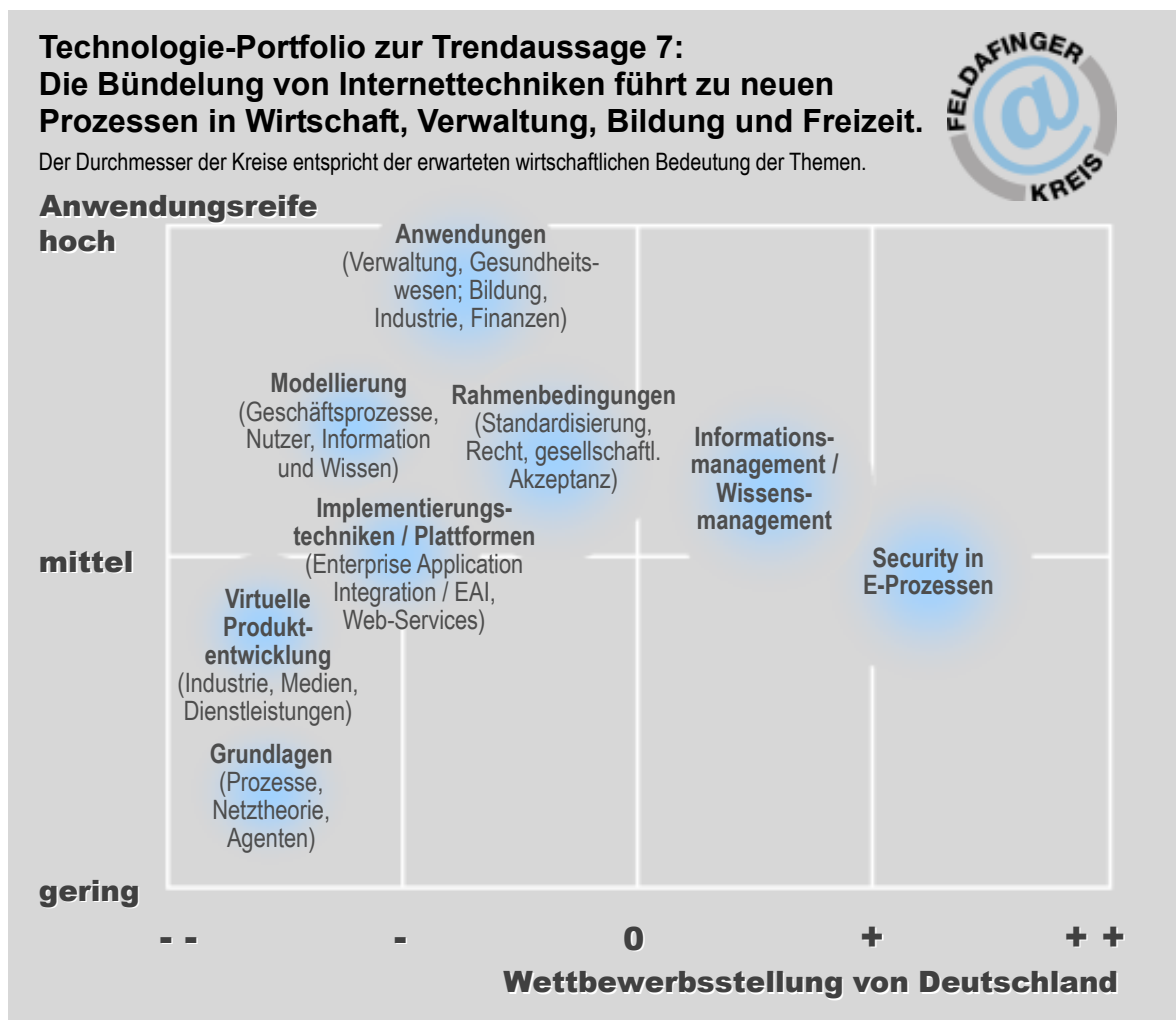 Technologie-Portfolio zur Trendaussage 7:
Die Bündelung von Internettechniken führt zu neuen
Prozessen in Wirtschaft, Verwaltung, Bildung und Freizeit.
Der Durchmesser der Kreise entspricht der erwarteten wirtschaftlichen Bedeutung der Themen.
FELDAFINGER
@
KREIS
Anwendungsreife
hoch
Anwendungen
(Verwaltung, Gesundheits-
wesen; Bildung,
Industrie, Finanzen)
Modellierung
(Geschäftsprozesse,
Nutzer, Information
und Wissen)
Rahmenbedingungen
(Standardisierung,
Recht, gesellschaftl.
Akzeptanz)
Informations-
management /
Wissens-
management
Implementierungs-
techniken / Plattformen
(Enterprise Application
Integration / EAI,
Web-Services)
mittel
Security in
E-Prozessen
Virtuelle
Produkt-
entwicklung
(Industrie, Medien,
Dienstleistungen)
Grundlagen
(Prozesse,
Netztheorie,
Agenten)
gering
- - - 0 + + +
Wettbewerbsstellung von Deutschland